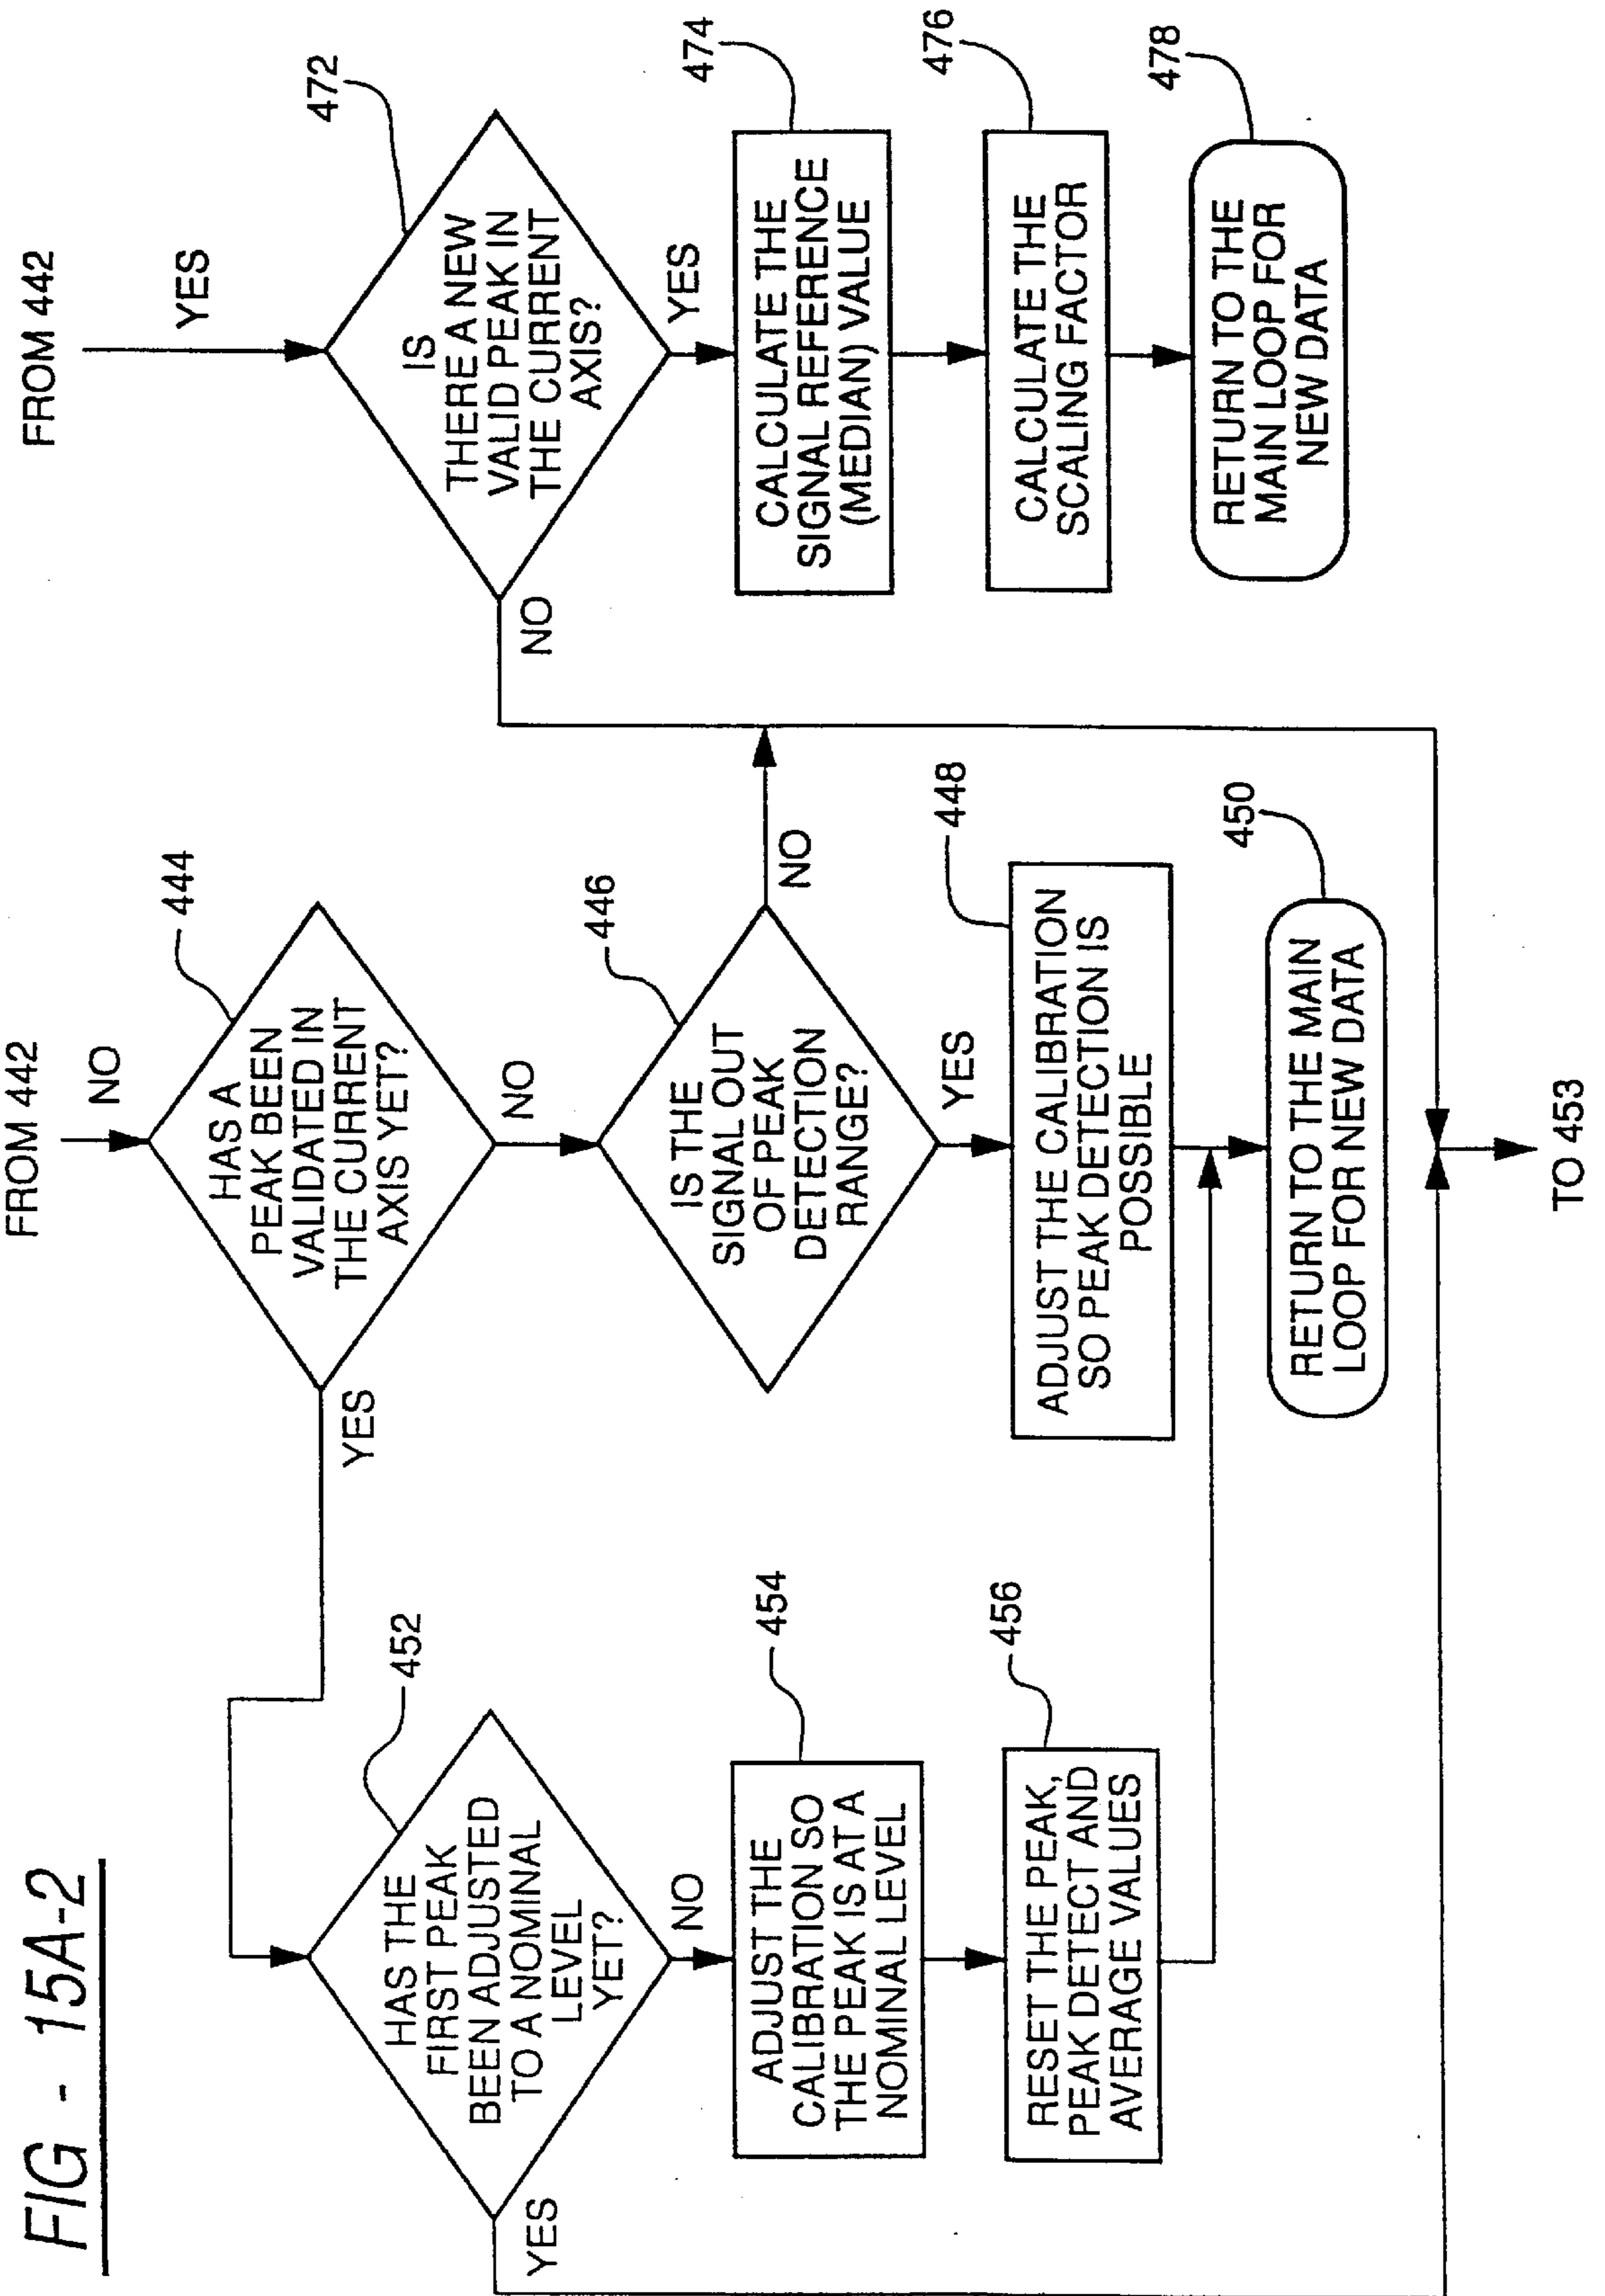 FIG - 15A-2
FROM 442
NO
HAS A
PEAK BEEN
VALIDATED IN
THE CURRENT
AXIS YET?
444
YES
NO
HAS THE
FIRST PEAK
BEEN ADJUSTED
TO A NOMINAL
LEVEL
YET?
452
YES
NO
ADJUST THE
CALIBRATION SO
THE PEAK IS AT A
NOMINAL LEVEL
454
RESET THE PEAK,
PEAK DETECT AND
AVERAGE VALUES
456
IS THE
SIGNAL OUT
OF PEAK
DETECTION
RANGE?
446
NO
YES
ADJUST THE CALIBRATION
SO PEAK DETECTION IS
POSSIBLE
448
RETURN TO THE MAIN
LOOP FOR NEW DATA
450
FROM 442
YES
IS
THERE A NEW
VALID PEAK IN
THE CURRENT
AXIS?
472
NO
YES
CALCULATE THE
SIGNAL REFERENCE
(MEDIAN) VALUE
474
CALCULATE THE
SCALING FACTOR
476
RETURN TO THE
MAIN LOOP FOR
NEW DATA
478
TO 453